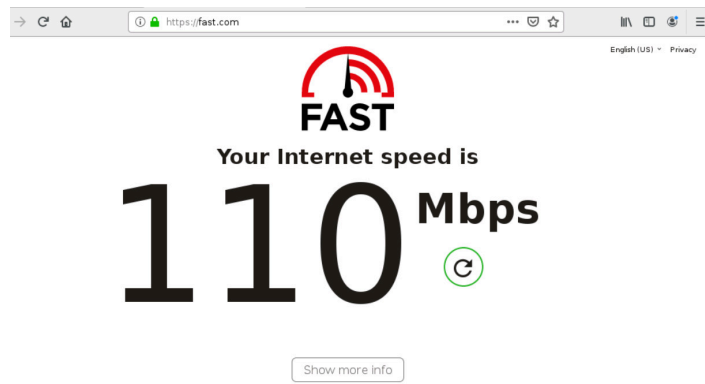 https://fast.com
English (US) Privacy
FAST
Your Internet speed is
110 Mbps
Show more info